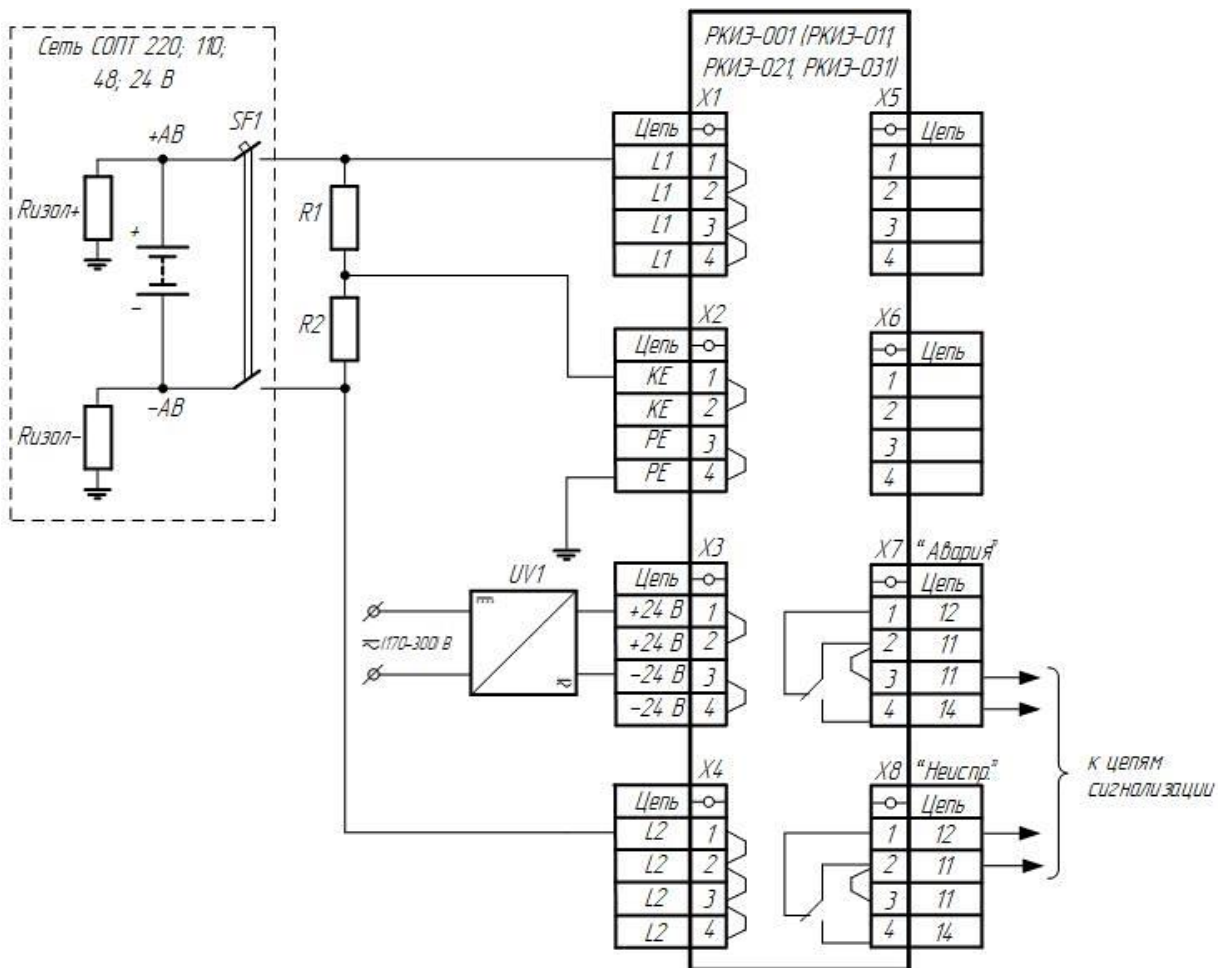 Сеть СОПТ 220; 110;
48; 24 В
+АВ
SF1
Rизол+
+
–
–АВ
Rизол–
R1
R2
РКИЭ-001 (РКИЭ-011,
РКИЭ-021, РКИЭ-031)
X1
Цепь
L1 1
L1 2
L1 3
L1 4
X2
Цепь
KE 1
KE 2
PE 3
PE 4
UV1
≂(170-300) В
X3
Цепь
+24 В 1
+24 В 2
–24 В 3
–24 В 4
X4
Цепь
L2 1
L2 2
L2 3
L2 4
X5
Цепь
1
2
3
4
X6
Цепь
1
2
3
4
X7 "Авария"
Цепь
1 12
2 11
3 11
4 14
X8 "Неиспр."
Цепь
1 12
2 11
3 11
4 14
к цепям
сигнализации